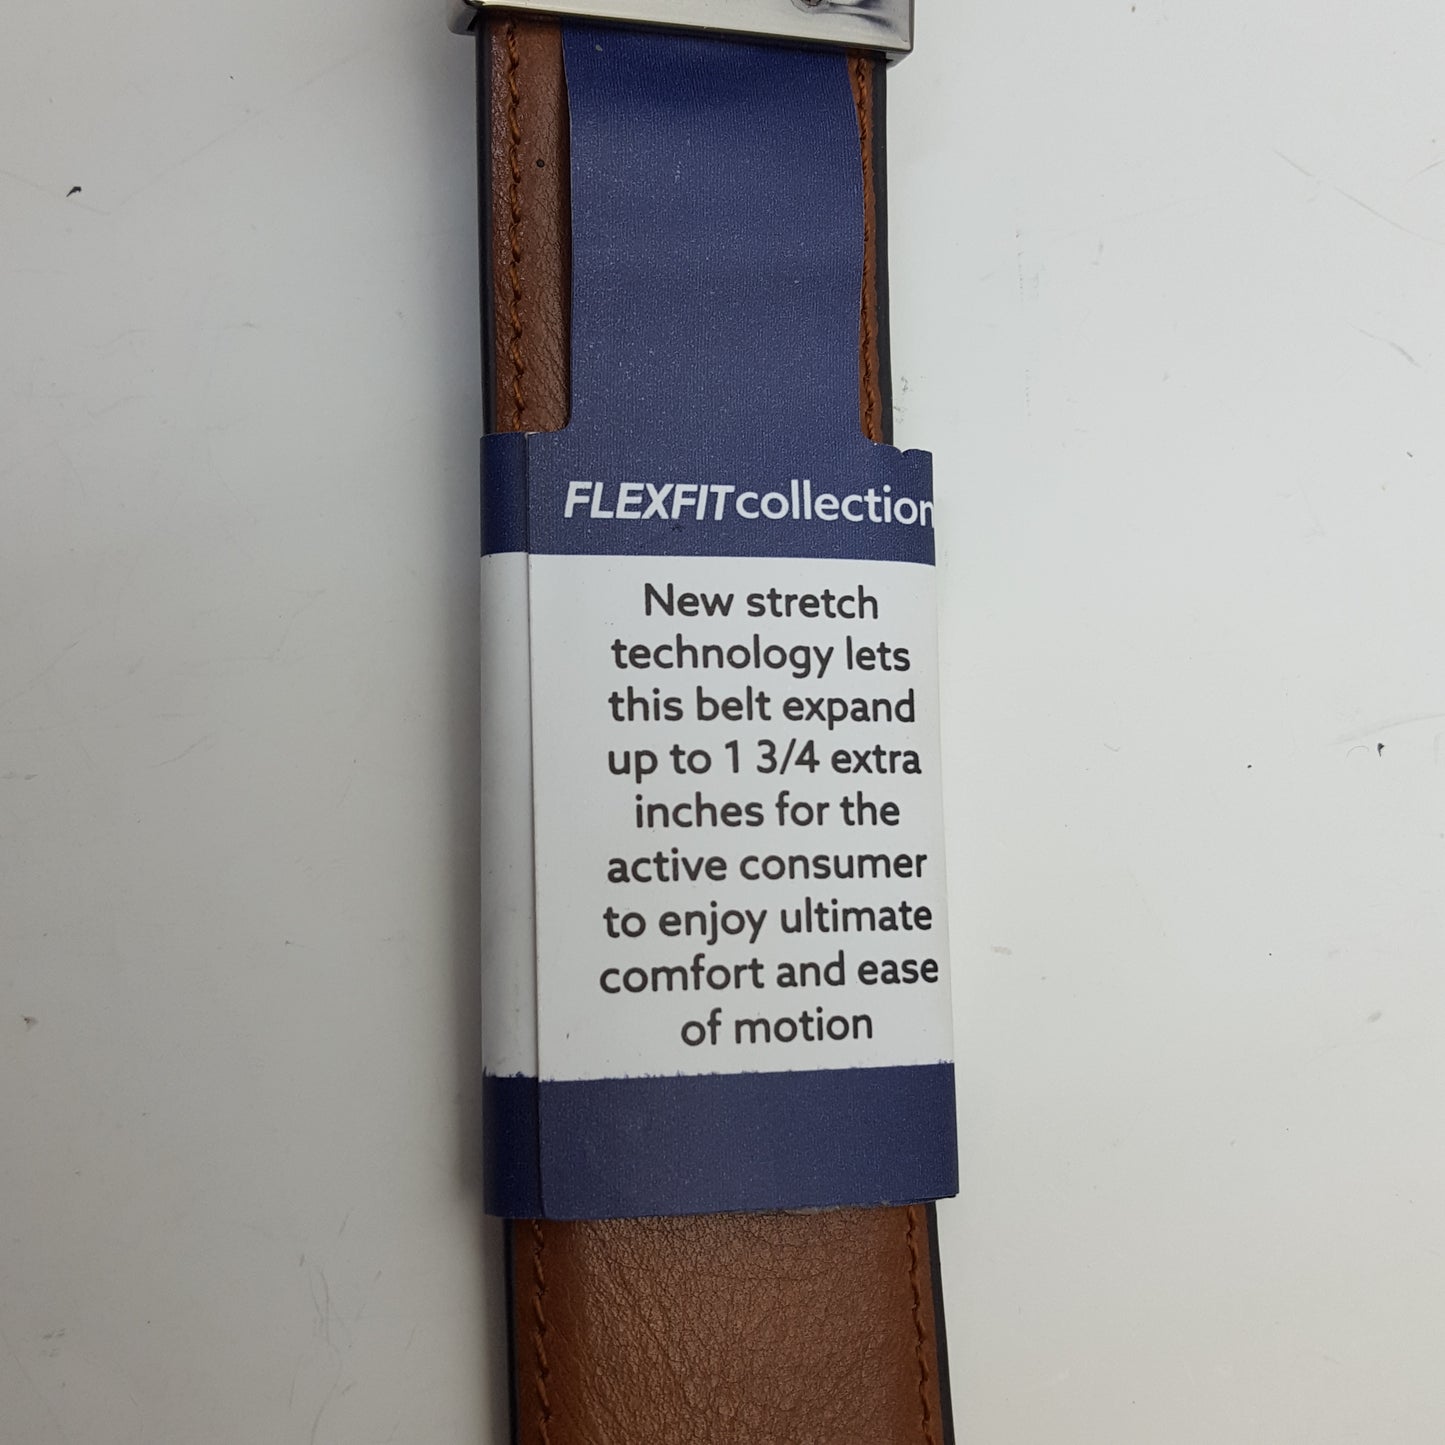 FLEXFITcollection
New stretch
technology lets
this belt expand
up to 1 3/4 extra
inches for the
active consumer
to enjoy ultimate
comfort and ease
of motion